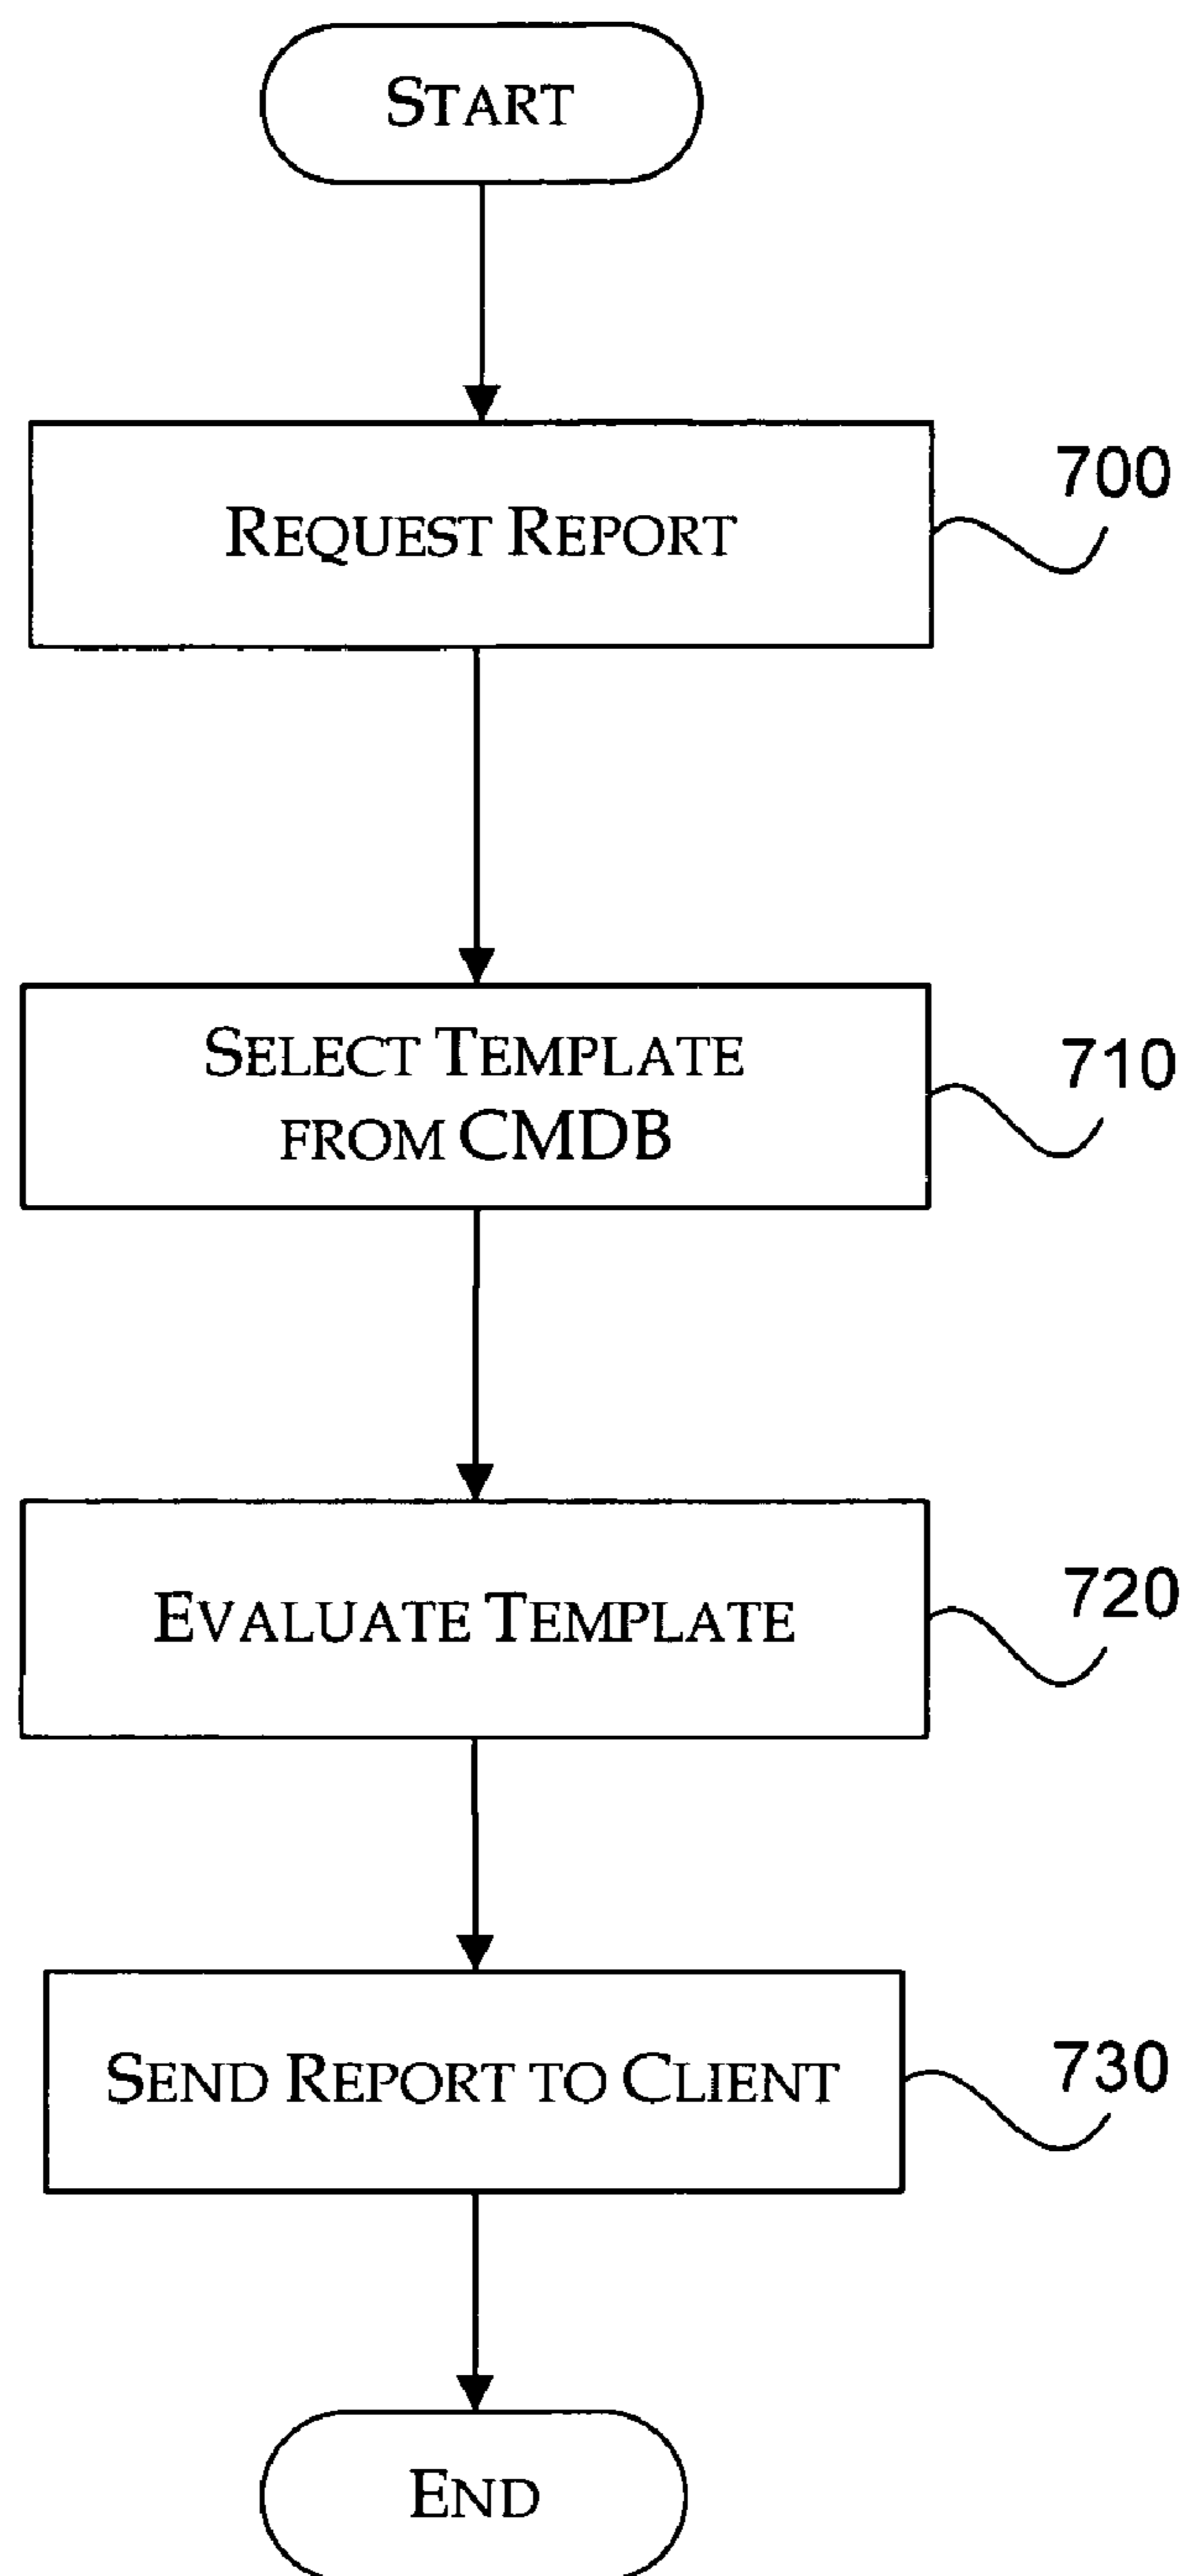 START
REQUEST REPORT
700
SELECT TEMPLATE
FROM CMDB
710
EVALUATE TEMPLATE
720
SEND REPORT TO CLIENT
730
END